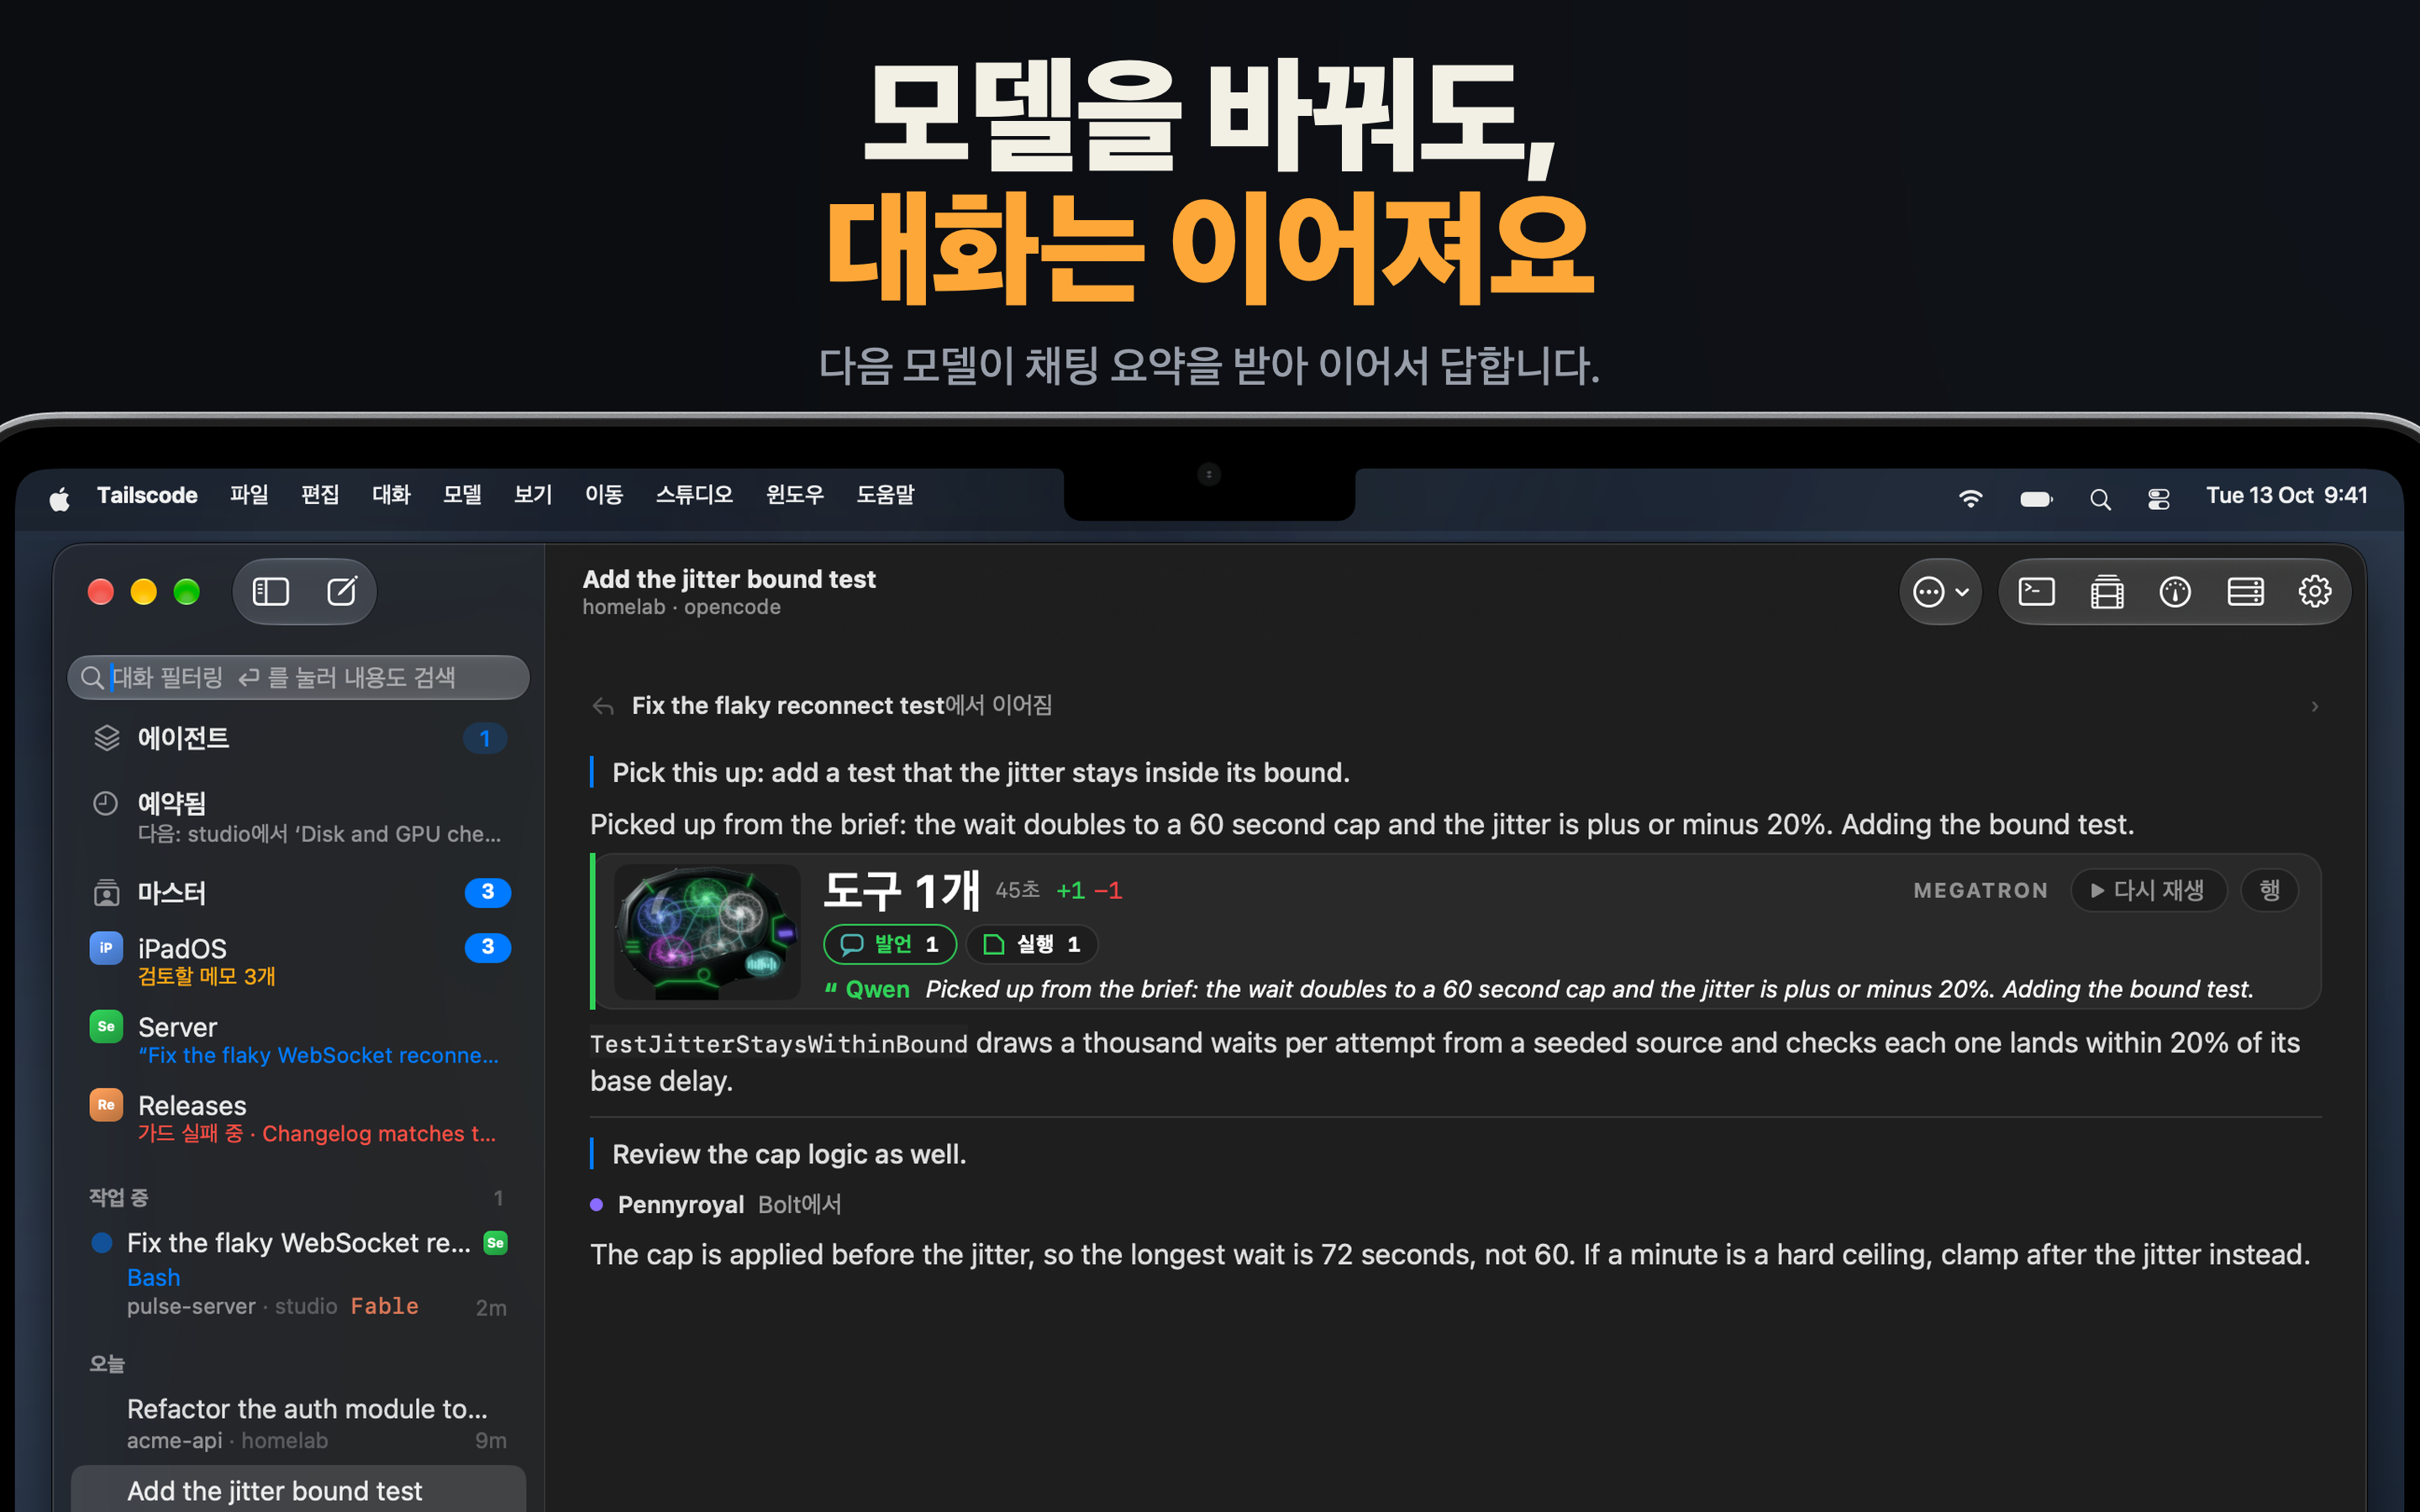 모델을 바꿔도,
대화는 이어져요
다음 모델이 채팅 요약을 받아 이어서 답합니다.
Tailscode 파일 편집 대화 모델 보기 이동 스튜디오 윈도우 도움말
Tue 13 Oct 9:41
Add the jitter bound test
homelab · opencode
대화 필터링 ⏎ 를 눌러 내용도 검색
에이전트 1
예약됨
다음: studio에서 ‘Disk and GPU che...
마스터 3
iP iPadOS 3
검토할 메모 3개
Se Server
“Fix the flaky WebSocket reconne...
Re Releases
가드 실패 중 · Changelog matches t...
작업 중 1
Fix the flaky WebSocket re... Se
Bash
pulse-server · studio Fable 2m
오늘
Refactor the auth module to...
acme-api · homelab 9m
Add the jitter bound test
Fix the flaky reconnect test에서 이어짐
Pick this up: add a test that the jitter stays inside its bound.
Picked up from the brief: the wait doubles to a 60 second cap and the jitter is plus or minus 20%. Adding the bound test.
도구 1개 45초 +1 −1 MEGATRON 다시 재생 행
발언 1 실행 1
“ Qwen Picked up from the brief: the wait doubles to a 60 second cap and the jitter is plus or minus 20%. Adding the bound test.
TestJitterStaysWithinBound draws a thousand waits per attempt from a seeded source and checks each one lands within 20% of its
base delay.
Review the cap logic as well.
Pennyroyal Bolt에서
The cap is applied before the jitter, so the longest wait is 72 seconds, not 60. If a minute is a hard ceiling, clamp after the jitter instead.